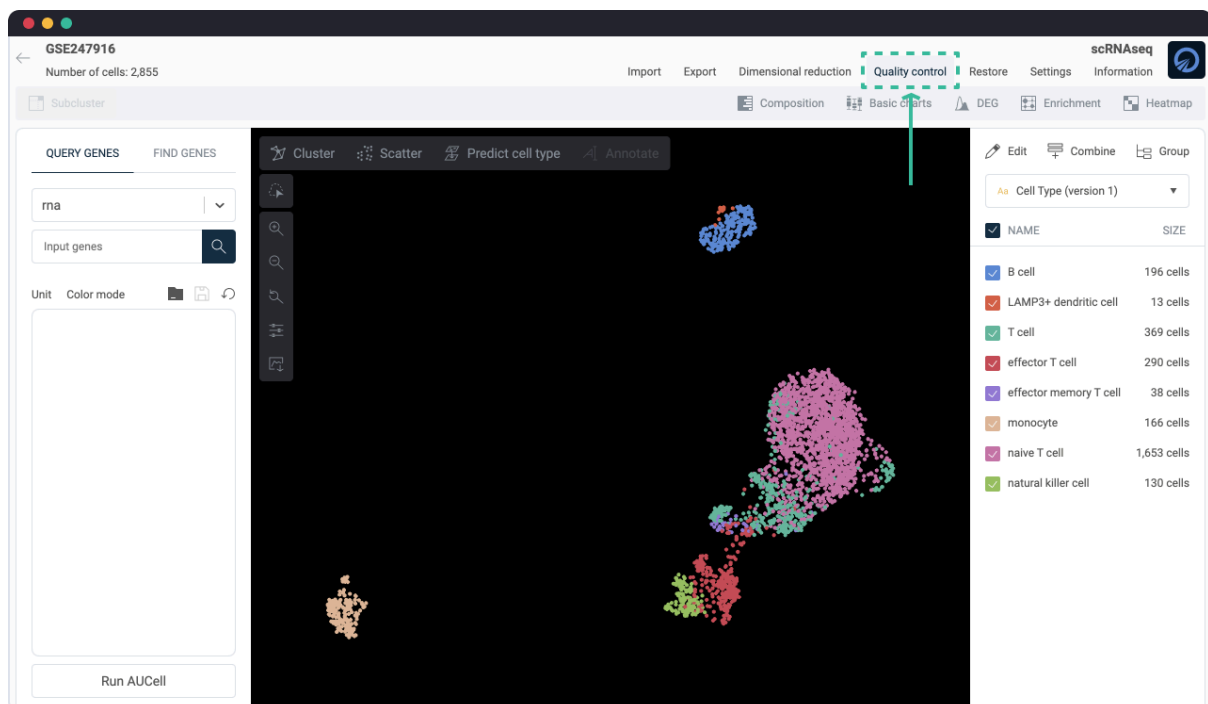 GSE247916
Number of cells: 2,855
scRNAseq
Import Export Dimensional reduction Quality control Restore Settings Information
Subcluster
Composition Basic charts DEG Enrichment Heatmap
QUERY GENES FIND GENES
rna
Input genes
Unit Color mode
Run AUCell
Cluster Scatter Predict cell type Annotate
Edit Combine Group
Aa Cell Type (version 1)
NAME SIZE
B cell 196 cells
LAMP3+ dendritic cell 13 cells
T cell 369 cells
effector T cell 290 cells
effector memory T cell 38 cells
monocyte 166 cells
naive T cell 1,653 cells
natural killer cell 130 cells